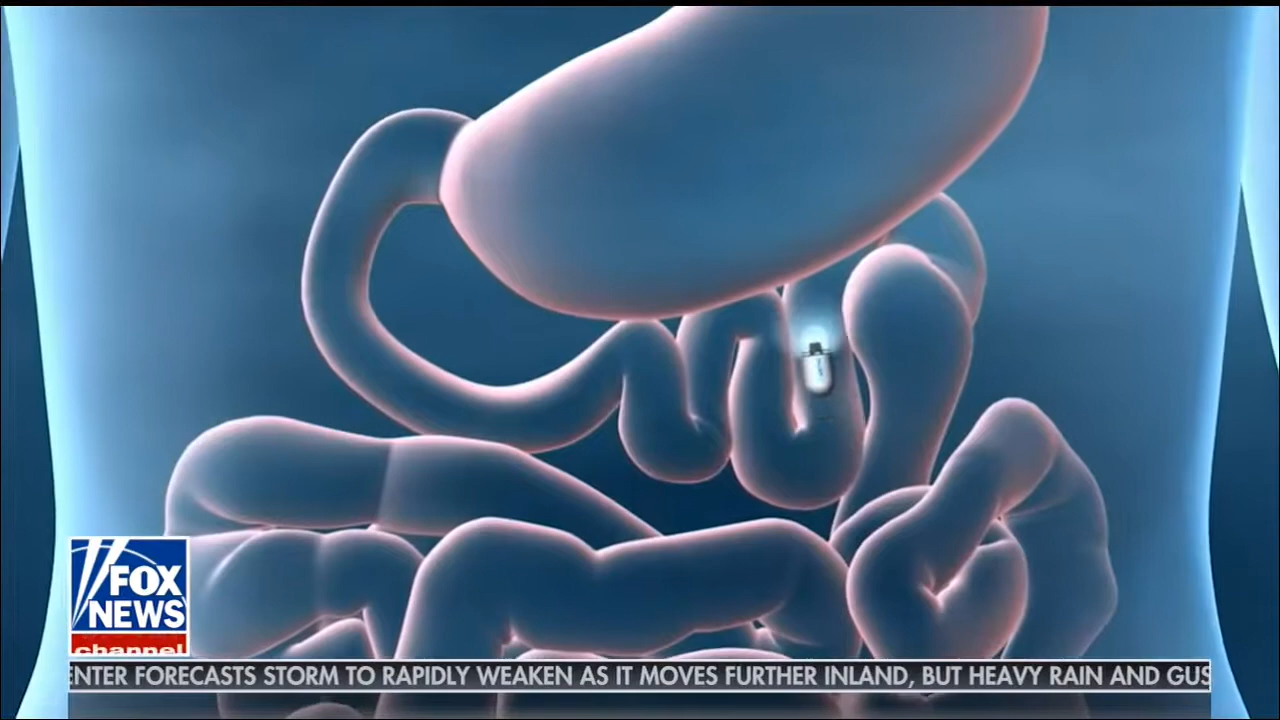 FOX
NEWS
channel
ENTER FORECASTS STORM TO RAPIDLY WEAKEN AS IT MOVES FURTHER INLAND, BUT HEAVY RAIN AND GUS